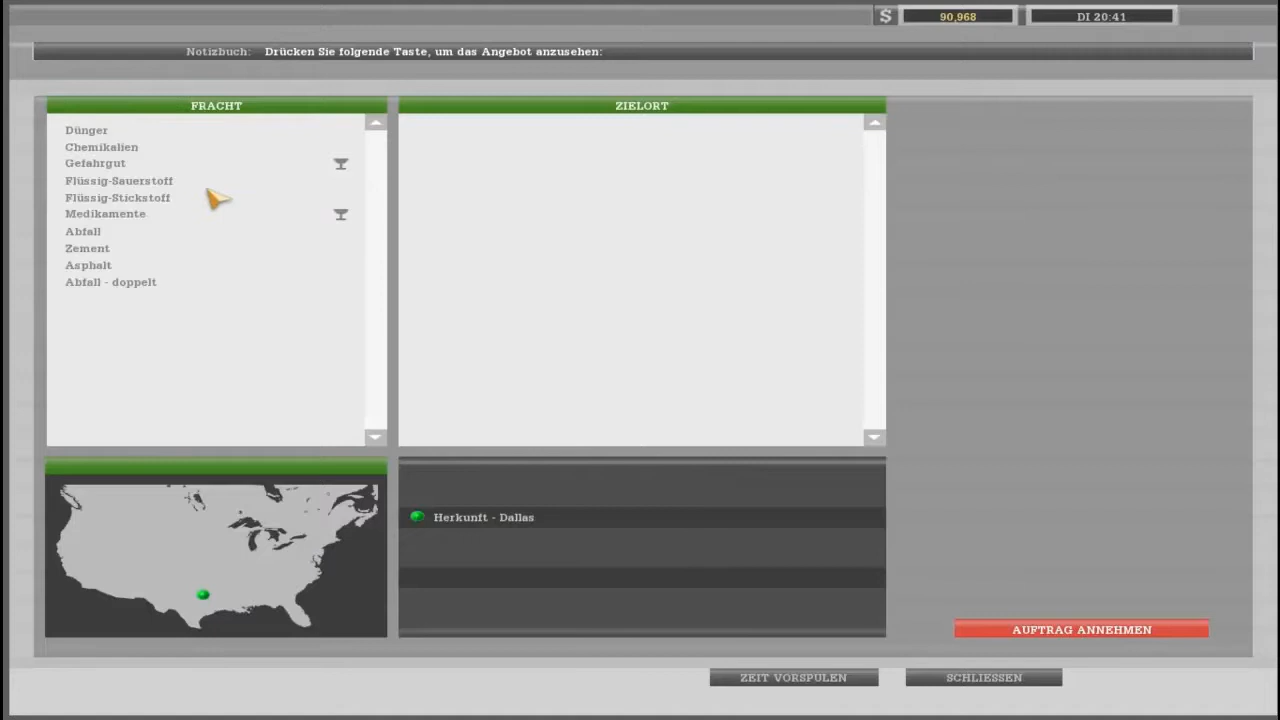 $ 90,968 DI 20:41
Notizbuch: Drücken Sie folgende Taste, um das Angebot anzusehen:
FRACHT
Dünger
Chemikalien
Gefahrgut
Flüssig-Sauerstoff
Flüssig-Stickstoff
Medikamente
Abfall
Zement
Asphalt
Abfall - doppelt
ZIELORT
Herkunft - Dallas
AUFTRAG ANNEHMEN
ZEIT VORSPULEN
SCHLIESSEN